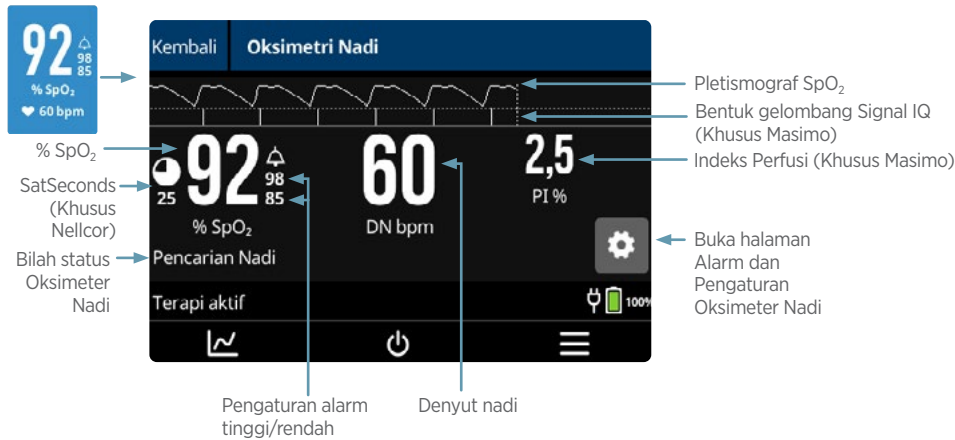 92
98
85
% SpO₂
60 bpm
% SpO₂
SatSeconds
(Khusus
Nellcor)
Bilah status
Oksimeter
Nadi
Kembali
Oksimetri Nadi
92
98
85
25
% SpO₂
60
DN bpm
2,5
PI %
Pencarian Nadi
Terapi aktif
100%
Pletismograf SpO₂
Bentuk gelombang Signal IQ
(Khusus Masimo)
Indeks Perfusi (Khusus Masimo)
Buka halaman
Alarm dan
Pengaturan
Oksimeter Nadi
Pengaturan alarm
tinggi/rendah
Denyut nadi